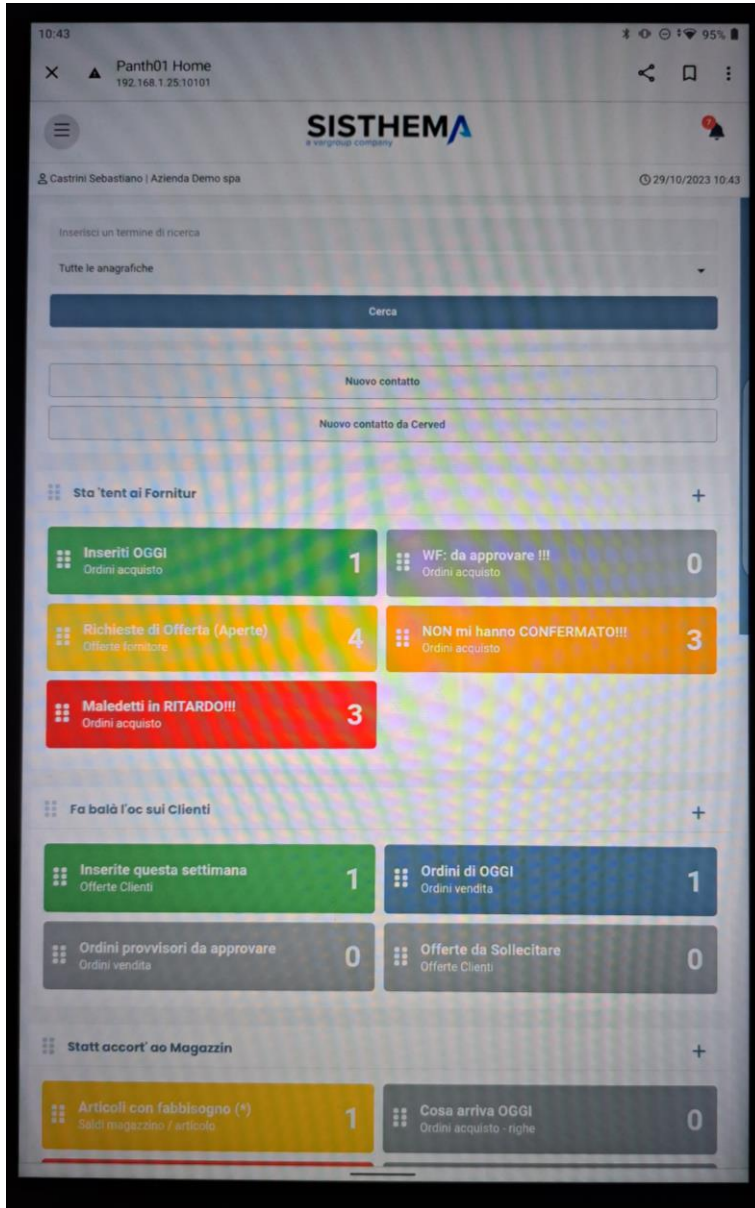 10:43
95%
Panth01 Home
192.168.1.25:10101
SISTHEMA
a vargroup company
7
Castrini Sebastiano | Azienda Demo spa
29/10/2023 10:43
Inserisci un termine di ricerca
Tutte le anagrafiche
Cerca
Nuovo contatto
Nuovo contatto da Cerved
Sta 'tent ai Fornitur
+
Inseriti OGGI
Ordini acquisto
1
WF: da approvare !!!
Ordini acquisto
0
Richieste di Offerta (Aperte)
Offerte fornitore
4
NON mi hanno CONFERMATO!!!
Ordini acquisto
3
Maledetti in RITARDO!!!
Ordini acquisto
3
Fa balà l'oc sui Clienti
+
Inserite questa settimana
Offerte Clienti
1
Ordini di OGGI
Ordini vendita
1
Ordini provvisori da approvare
Ordini vendita
0
Offerte da Sollecitare
Offerte Clienti
0
Statt accort' ao Magazzin
+
Articoli con fabbisogno (*)
Saldi magazzino / articolo
1
Cosa arriva OGGI
Ordini acquisto - righe
0